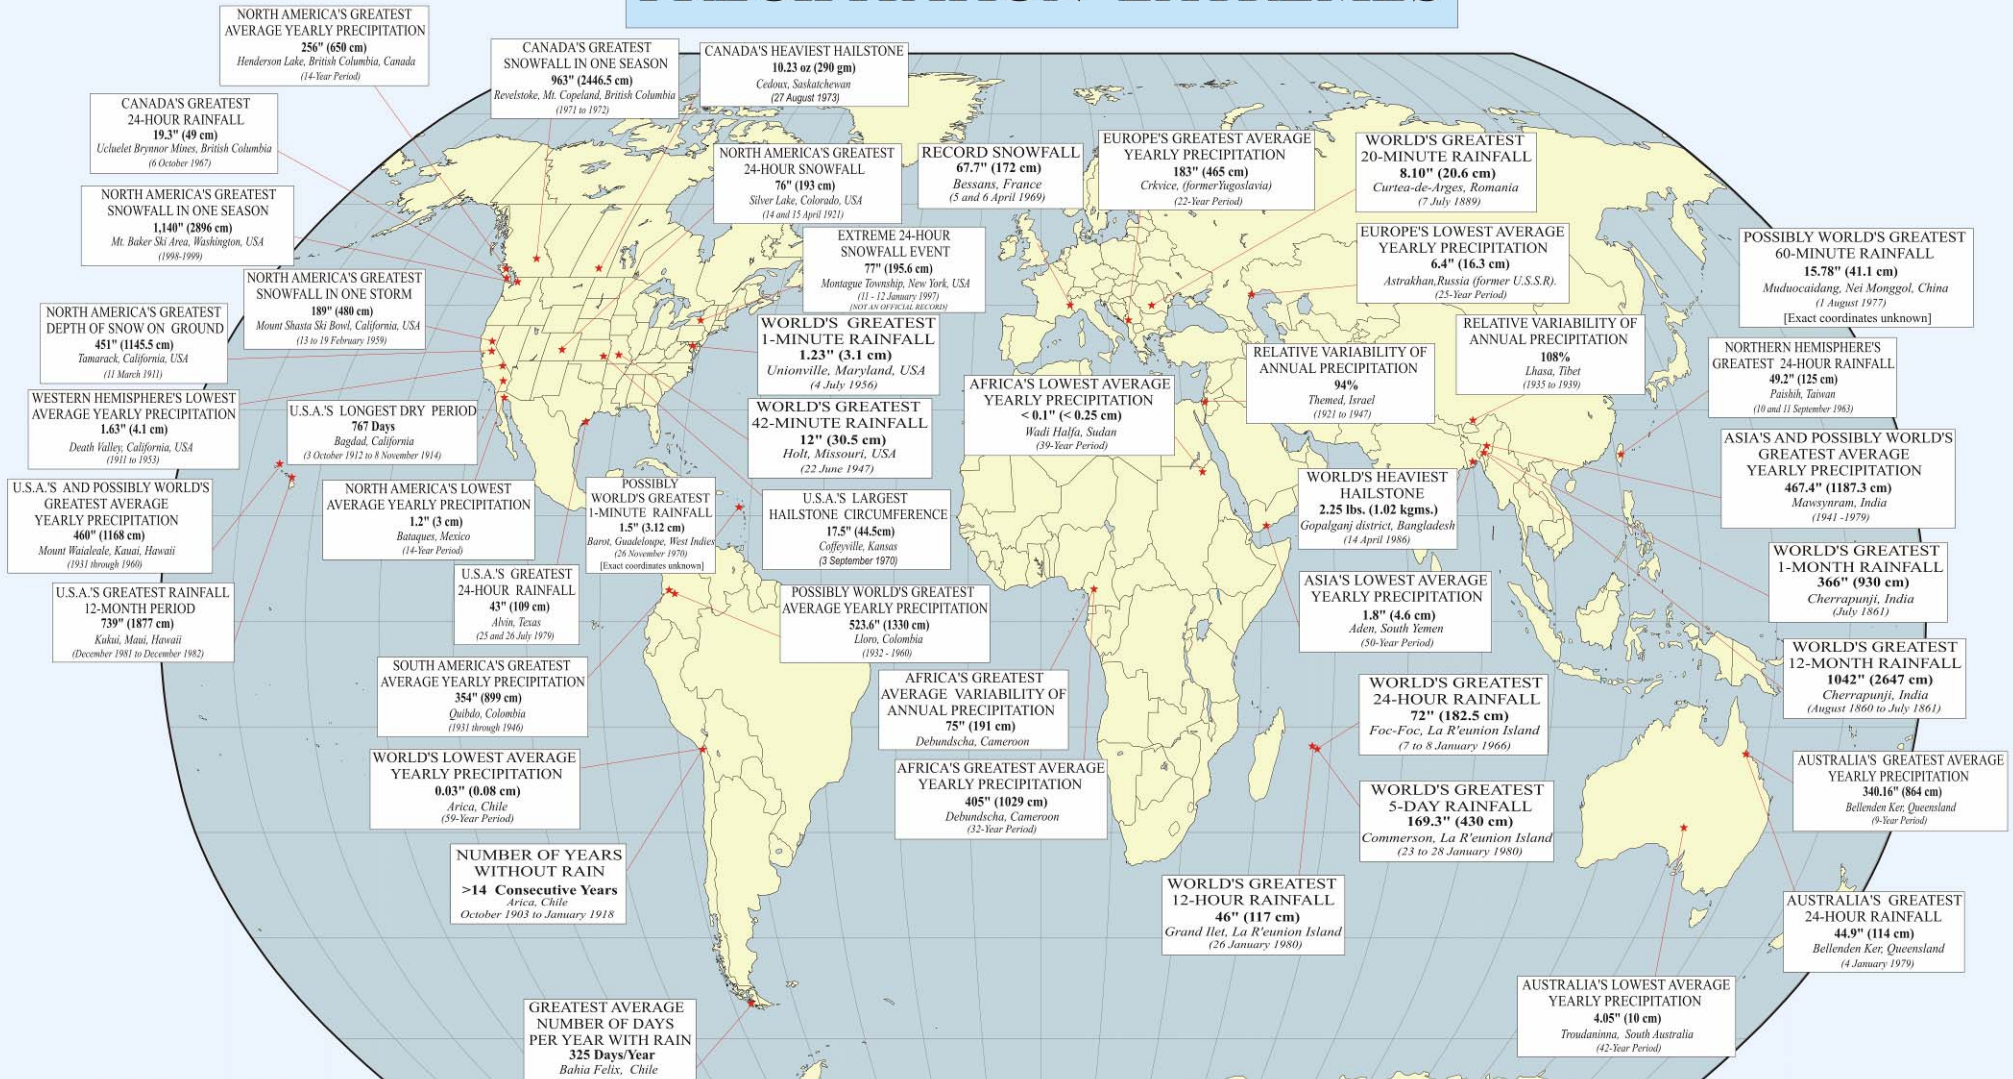 PRECIPITATION EXTREMES
NORTH AMERICA'S GREATEST
AVERAGE YEARLY PRECIPITATION
256" (650 cm)
Henderson Lake, British Columbia, Canada
(14-Year Period)
CANADA'S GREATEST
SNOWFALL IN ONE SEASON
963" (2446.5 cm)
Revelstoke, Mt. Copeland, British Columbia
(1971 to 1972)
CANADA'S HEAVIEST HAILSTONE
10.23 oz (290 gm)
Cedoux, Saskatchewan
(27 August 1973)
CANADA'S GREATEST
24-HOUR RAINFALL
19.3" (49 cm)
Ucluelet Brynnor Mines, British Columbia
(6 October 1967)
NORTH AMERICA'S GREATEST
24-HOUR SNOWFALL
76" (193 cm)
Silver Lake, Colorado, USA
(14 and 15 April 1921)
RECORD SNOWFALL
67.7" (172 cm)
Bessans, France
(5 and 6 April 1969)
EUROPE'S GREATEST AVERAGE
YEARLY PRECIPITATION
183" (465 cm)
Crkvice, (formerYugoslavia)
(22-Year Period)
WORLD'S GREATEST
20-MINUTE RAINFALL
8.10" (20.6 cm)
Curtea-de-Arges, Romania
(7 July 1889)
NORTH AMERICA'S GREATEST
SNOWFALL IN ONE SEASON
1,140" (2896 cm)
Mt. Baker Ski Area, Washington, USA
(1998-1999)
EXTREME 24-HOUR
SNOWFALL EVENT
77" (195.6 cm)
Montague Township, New York, USA
(11 - 12 January 1997)
[NOT AN OFFICIAL RECORD]
EUROPE'S LOWEST AVERAGE
YEARLY PRECIPITATION
6.4" (16.3 cm)
Astrakhan,Russia (former U.S.S.R).
(25-Year Period)
POSSIBLY WORLD'S GREATEST
60-MINUTE RAINFALL
15.78" (41.1 cm)
Muduocaidang, Nei Monggol, China
(1 August 1977)
[Exact coordinates unknown]
NORTH AMERICA'S GREATEST
SNOWFALL IN ONE STORM
189" (480 cm)
Mount Shasta Ski Bowl, California, USA
(13 to 19 February 1959)
NORTH AMERICA'S GREATEST
DEPTH OF SNOW ON GROUND
451" (1145.5 cm)
Tamarack, California, USA
(11 March 1911)
WORLD'S GREATEST
1-MINUTE RAINFALL
1.23" (3.1 cm)
Unionville, Maryland, USA
(4 July 1956)
RELATIVE VARIABILITY OF
ANNUAL PRECIPITATION
108%
Lhasa, Tibet
(1935 to 1939)
RELATIVE VARIABILITY OF
ANNUAL PRECIPITATION
94%
Themed, Israel
(1921 to 1947)
NORTHERN HEMISPHERE'S
GREATEST 24-HOUR RAINFALL
49.2" (125 cm)
Paishih, Taiwan
(10 and 11 September 1963)
WESTERN HEMISPHERE'S LOWEST
AVERAGE YEARLY PRECIPITATION
1.63" (4.1 cm)
Death Valley, California, USA
(1911 to 1953)
U.S.A.'S LONGEST DRY PERIOD
767 Days
Bagdad, California
(3 October 1912 to 8 November 1914)
WORLD'S GREATEST
42-MINUTE RAINFALL
12" (30.5 cm)
Holt, Missouri, USA
(22 June 1947)
AFRICA'S LOWEST AVERAGE
YEARLY PRECIPITATION
< 0.1" (< 0.25 cm)
Wadi Halfa, Sudan
(39-Year Period)
ASIA'S AND POSSIBLY WORLD'S
GREATEST AVERAGE
YEARLY PRECIPITATION
467.4" (1187.3 cm)
Mawsynram, India
(1941 -1979)
U.S.A.'S AND POSSIBLY WORLD'S
GREATEST AVERAGE
YEARLY PRECIPITATION
460" (1168 cm)
Mount Waialeale, Kauai, Hawaii
(1931 through 1960)
NORTH AMERICA'S LOWEST
AVERAGE YEARLY PRECIPITATION
1.2" (3 cm)
Bataques, Mexico
(14-Year Period)
POSSIBLY
WORLD'S GREATEST
1-MINUTE RAINFALL
1.5" (3.12 cm)
Barot, Guadeloupe, West Indies
(26 November 1970)
[Exact coordinates unknown]
U.S.A.'S LARGEST
HAILSTONE CIRCUMFERENCE
17.5" (44.5cm)
Coffeyville, Kansas
(3 September 1970)
WORLD'S HEAVIEST
HAILSTONE
2.25 lbs. (1.02 kgms.)
Gopalganj district, Bangladesh
(14 April 1986)
WORLD'S GREATEST
1-MONTH RAINFALL
366" (930 cm)
Cherrapunji, India
(July 1861)
U.S.A.'S GREATEST RAINFALL
12-MONTH PERIOD
739" (1877 cm)
Kukui, Maui, Hawaii
(December 1981 to December 1982)
U.S.A.'S GREATEST
24-HOUR RAINFALL
43" (109 cm)
Alvin, Texas
(25 and 26 July 1979)
POSSIBLY WORLD'S GREATEST
AVERAGE YEARLY PRECIPITATION
523.6" (1330 cm)
Lloro, Colombia
(1932 - 1960)
ASIA'S LOWEST AVERAGE
YEARLY PRECIPITATION
1.8" (4.6 cm)
Aden, South Yemen
(50-Year Period)
WORLD'S GREATEST
12-MONTH RAINFALL
1042" (2647 cm)
Cherrapunji, India
(August 1860 to July 1861)
SOUTH AMERICA'S GREATEST
AVERAGE YEARLY PRECIPITATION
354" (899 cm)
Quibdo, Colombia
(1931 through 1946)
AFRICA'S GREATEST
AVERAGE VARIABILITY OF
ANNUAL PRECIPITATION
75" (191 cm)
Debundscha, Cameroon
WORLD'S GREATEST
24-HOUR RAINFALL
72" (182.5 cm)
Foc-Foc, La R'eunion Island
(7 to 8 January 1966)
WORLD'S LOWEST AVERAGE
YEARLY PRECIPITATION
0.03" (0.08 cm)
Arica, Chile
(59-Year Period)
AFRICA'S GREATEST AVERAGE
YEARLY PRECIPITATION
405" (1029 cm)
Debundscha, Cameroon
(32-Year Period)
WORLD'S GREATEST
5-DAY RAINFALL
169.3" (430 cm)
Commerson, La R'eunion Island
(23 to 28 January 1980)
AUSTRALIA'S GREATEST AVERAGE
YEARLY PRECIPITATION
340.16" (864 cm)
Bellenden Ker, Queensland
(9-Year Period)
NUMBER OF YEARS
WITHOUT RAIN
>14 Consecutive Years
Arica, Chile
October 1903 to January 1918
WORLD'S GREATEST
12-HOUR RAINFALL
46" (117 cm)
Grand Ilet, La R'eunion Island
(26 January 1980)
AUSTRALIA'S GREATEST
24-HOUR RAINFALL
44.9" (114 cm)
Bellenden Ker, Queensland
(4 January 1979)
AUSTRALIA'S LOWEST AVERAGE
YEARLY PRECIPITATION
4.05" (10 cm)
Troudaninna, South Australia
(42-Year Period)
GREATEST AVERAGE
NUMBER OF DAYS
PER YEAR WITH RAIN
325 Days/Year
Bahia Felix, Chile